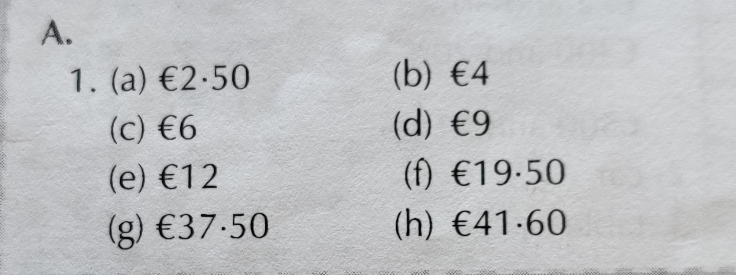 A.
1. (a) €2·50 (b) €4
(c) €6 (d) €9
(e) €12 (f) €19·50
(g) €37·50 (h) €41·60